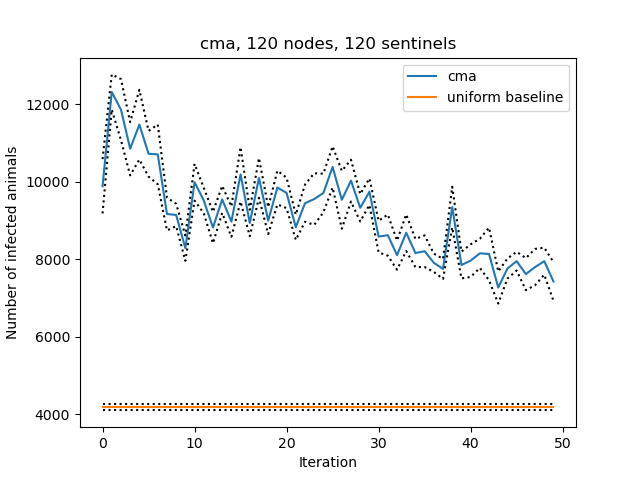 cma, 120 nodes, 120 sentinels
cma
uniform baseline
12000
10000
8000
6000
4000
Number of infected animals
0 10 20 30 40 50
Iteration